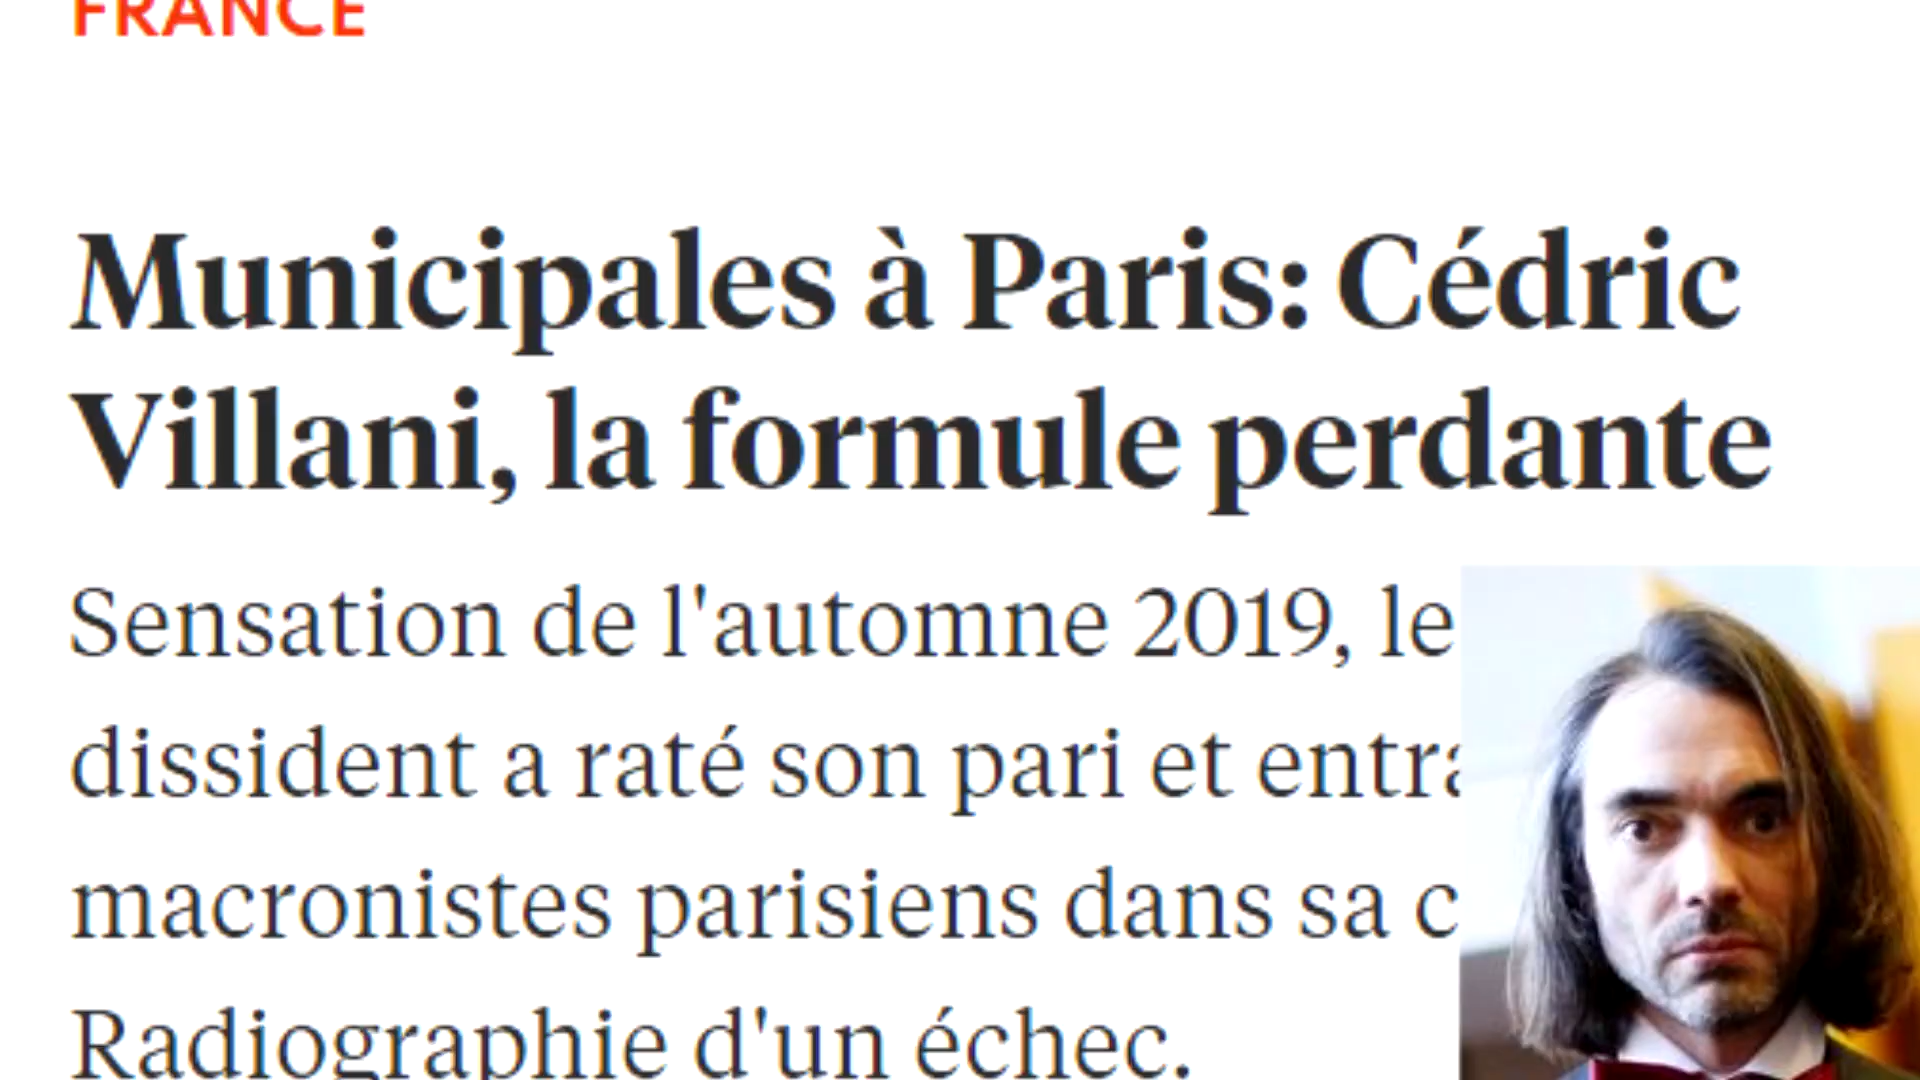 FRANCE
Municipales à Paris: Cédric
Villani, la formule perdante
Sensation de l'automne 2019, le
dissident a raté son pari et
macronistes parisiens dans sa
Radiographie d'un échec.